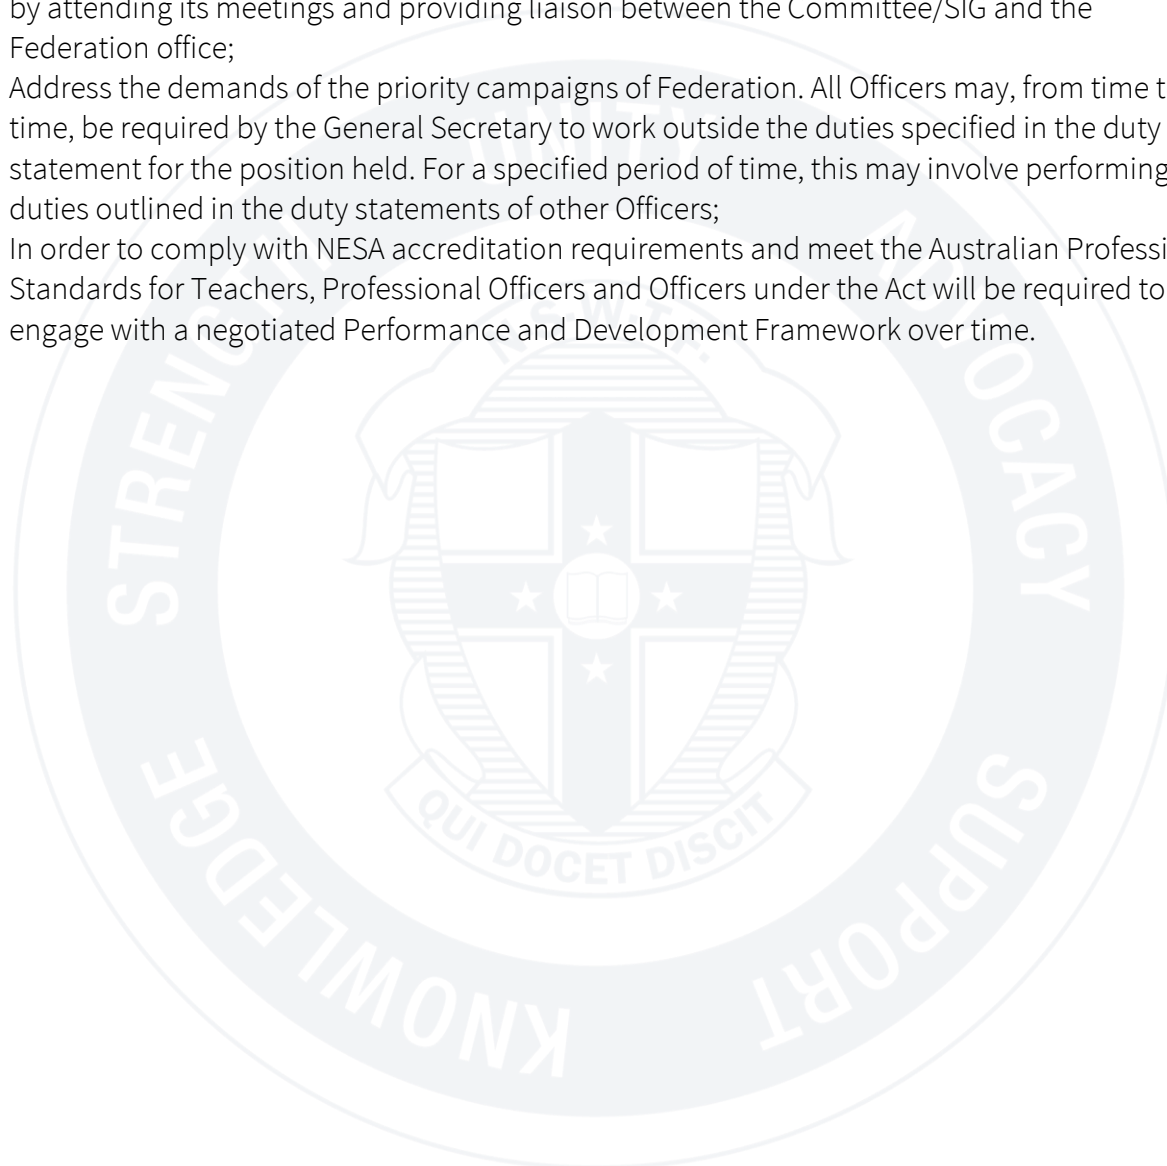 by attending its meetings and providing liaison between the Committee/SIG and the
Federation office;
Address the demands of the priority campaigns of Federation. All Officers may, from time t
time, be required by the General Secretary to work outside the duties specified in the duty
statement for the position held. For a specified period of time, this may involve performing
duties outlined in the duty statements of other Officers;
In order to comply with NESA accreditation requirements and meet the Australian Professi
Standards for Teachers, Professional Officers and Officers under the Act will be required to
engage with a negotiated Performance and Development Framework over time.
UNITY
STRENGTH
ADVOCACY
N.S.W.T.F.
QUI DOCET DISCIT
KNOWLEDGE
SUPPORT